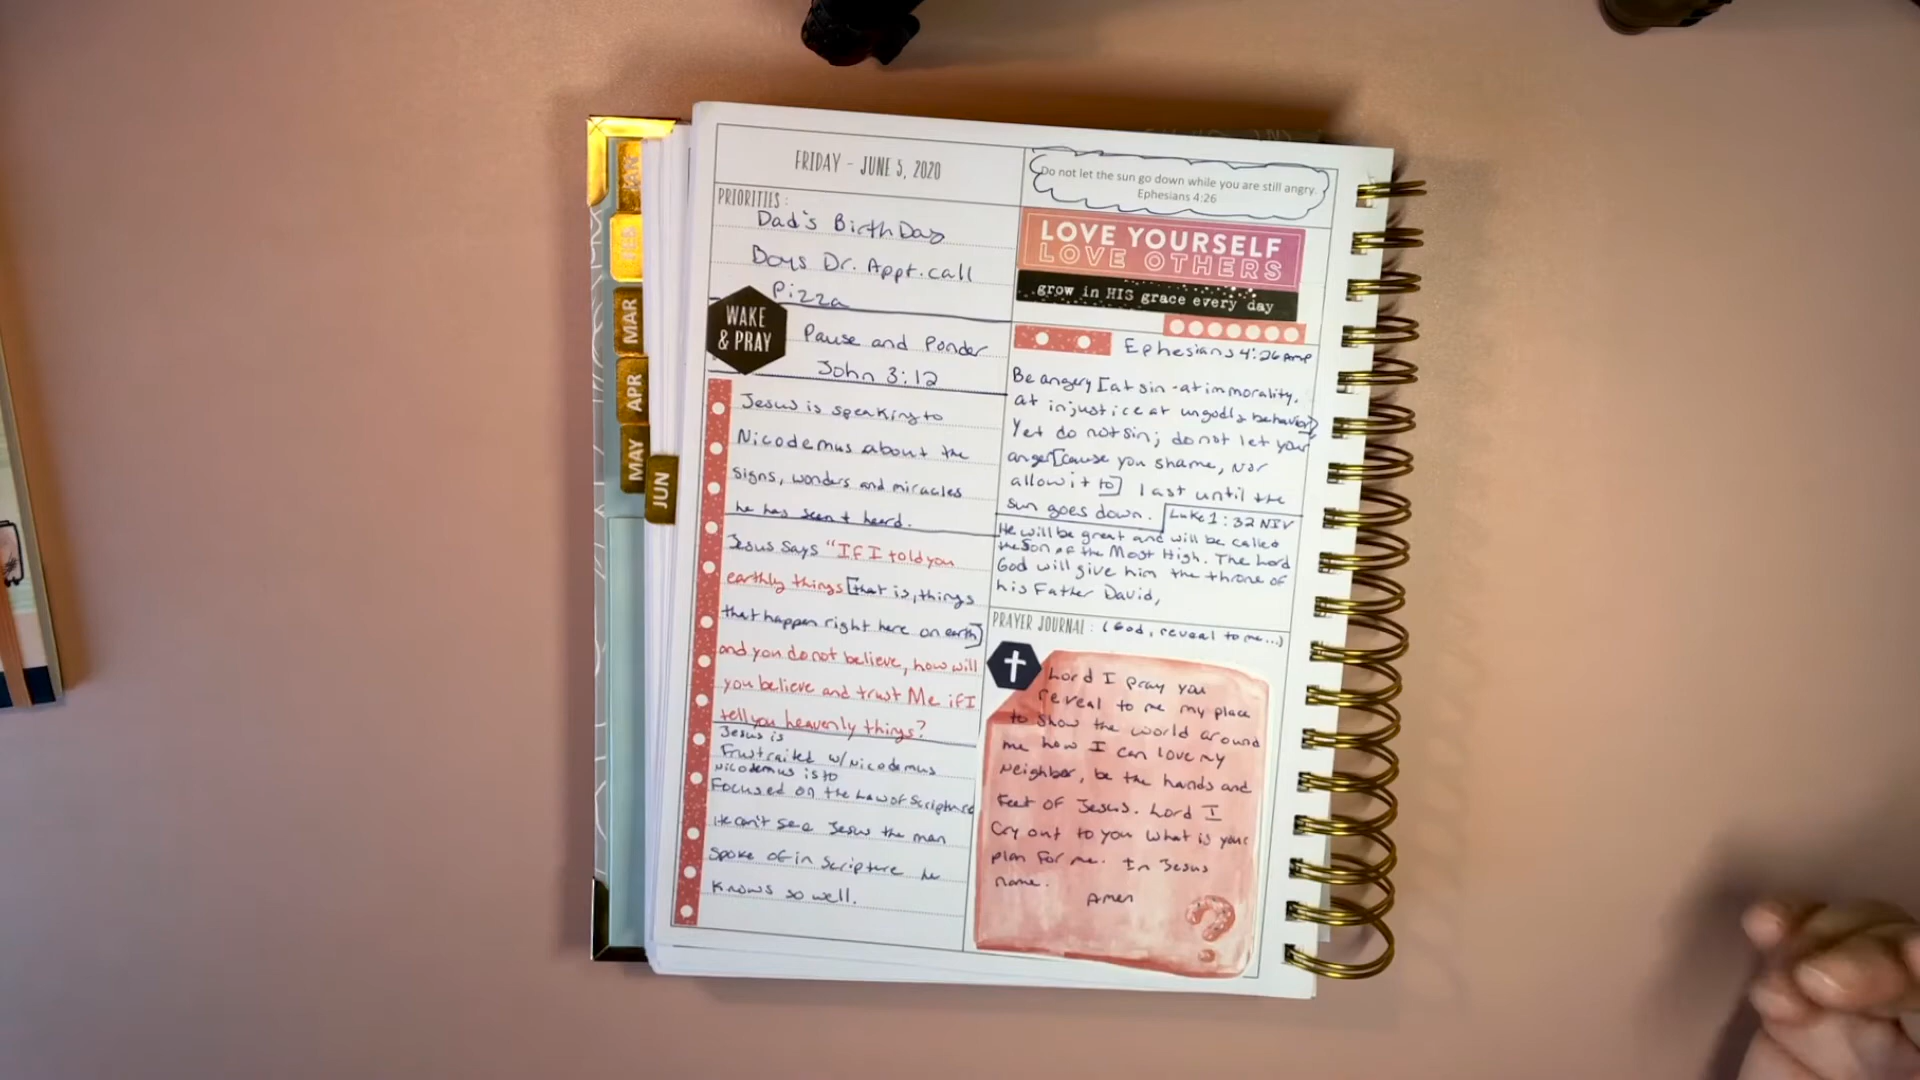 JAN
FEB
MAR
APR
MAY
JUN
FRIDAY - JUNE 5, 2020
PRIORITIES :
Dad's BirthDay
Boys Dr. Appt. call
Pizza
WAKE
& PRAY
Pause and Ponder
John 3:12
Jesus is speaking to
Nicodemus about the
signs, wonders and miracles
he has seen + heard.
Jesus says "If I told you
earthly things [that is, things
that happen right here on earth]
and you do not believe, how will
you believe and trust Me if I
tell you heavenly things?
Jesus is
Frustraited w/ Nicodemus
Nicodemus is to
Focused on the Law of Scripture
He can't see Jesus the man
Spoke of in Scripture he
Knows so well.
Do not let the sun go down while you are still angry.
Ephesians 4:26
LOVE YOURSELF
LOVE OTHERS
grow in HIS grace every day
Ephesians 4:26 AMP
Be angery [at sin - at immorality,
at injustice at ungodly behavior]
Yet do not sin; do not let your
anger [cause you shame, nor
allow it to] last until the
sun goes down.
Luke 1:32 NIV
He will be great and will be called
the Son of the Most High. The Lord
God will give him the throne of
his Father David,
PRAYER JOURNAL : (God, reveal to me...)
Lord I pray you
reveal to me my place
to show the world around
me how I can love my
Neighbor, be the hands and
Feet of Jesus. Lord I
Cry out to you what is your
plan for me. In Jesus
name.
Amen
?